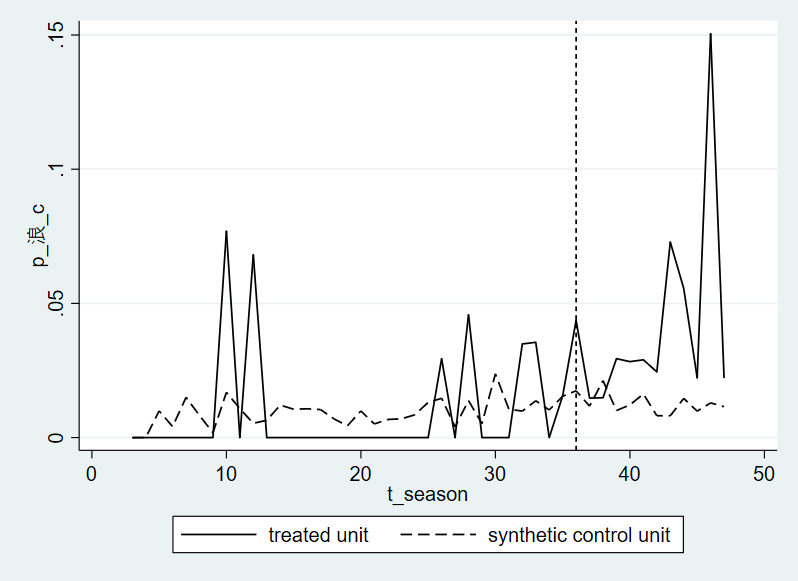 p_浪_c
.15
.1
.05
0
0 10 20 30 40 50
t_season
treated unit synthetic control unit